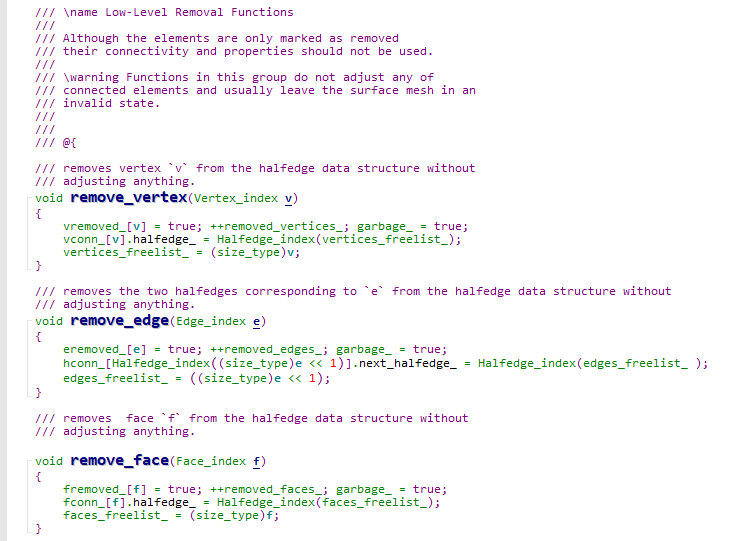 /// \name Low-Level Removal Functions
///
/// Although the elements are only marked as removed
/// their connectivity and properties should not be used.
///
/// \warning Functions in this group do not adjust any of
/// connected elements and usually leave the surface mesh in an
/// invalid state.
///
///
/// @{
/// removes vertex `v` from the halfedge data structure without
/// adjusting anything.
void remove_vertex(Vertex_index v)
{
vremoved_[v] = true; ++removed_vertices_; garbage_ = true;
vconn_[v].halfedge_ = Halfedge_index(vertices_freelist_);
vertices_freelist_ = (size_type)v;
}
/// removes the two halfedges corresponding to `e` from the halfedge data structure without
/// adjusting anything.
void remove_edge(Edge_index e)
{
eremoved_[e] = true; ++removed_edges_; garbage_ = true;
hconn_[Halfedge_index((size_type)e << 1)].next_halfedge_ = Halfedge_index(edges_freelist_ );
edges_freelist_ = ((size_type)e << 1);
}
/// removes  face `f` from the halfedge data structure without
/// adjusting anything.
void remove_face(Face_index f)
{
fremoved_[f] = true; ++removed_faces_; garbage_ = true;
fconn_[f].halfedge_ = Halfedge_index(faces_freelist_);
faces_freelist_ = (size_type)f;
}